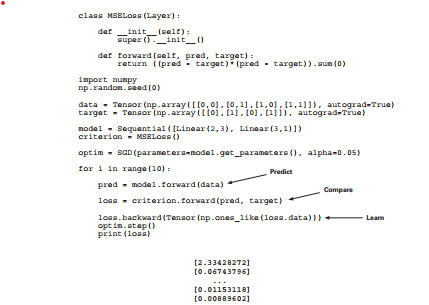 class MSELoss(Layer):
def __init__(self):
super().__init__()
def forward(self, pred, target):
return ((pred - target)*(pred - target)).sum(0)
import numpy
np.random.seed(0)
data = Tensor(np.array([[0,0],[0,1],[1,0],[1,1]]), autograd=True)
target = Tensor(np.array([[0],[1],[0],[1]]), autograd=True)
model = Sequential([Linear(2,3), Linear(3,1)])
criterion = MSELoss()
optim = SGD(parameters=model.get_parameters(), alpha=0.05)
for i in range(10):
Predict
pred = model.forward(data)
Compare
loss = criterion.forward(pred, target)
loss.backward(Tensor(np.ones_like(loss.data))) Learn
optim.step()
print(loss)
[2.33428272]
[0.06743796]
...
[0.01153118]
[0.00889602]